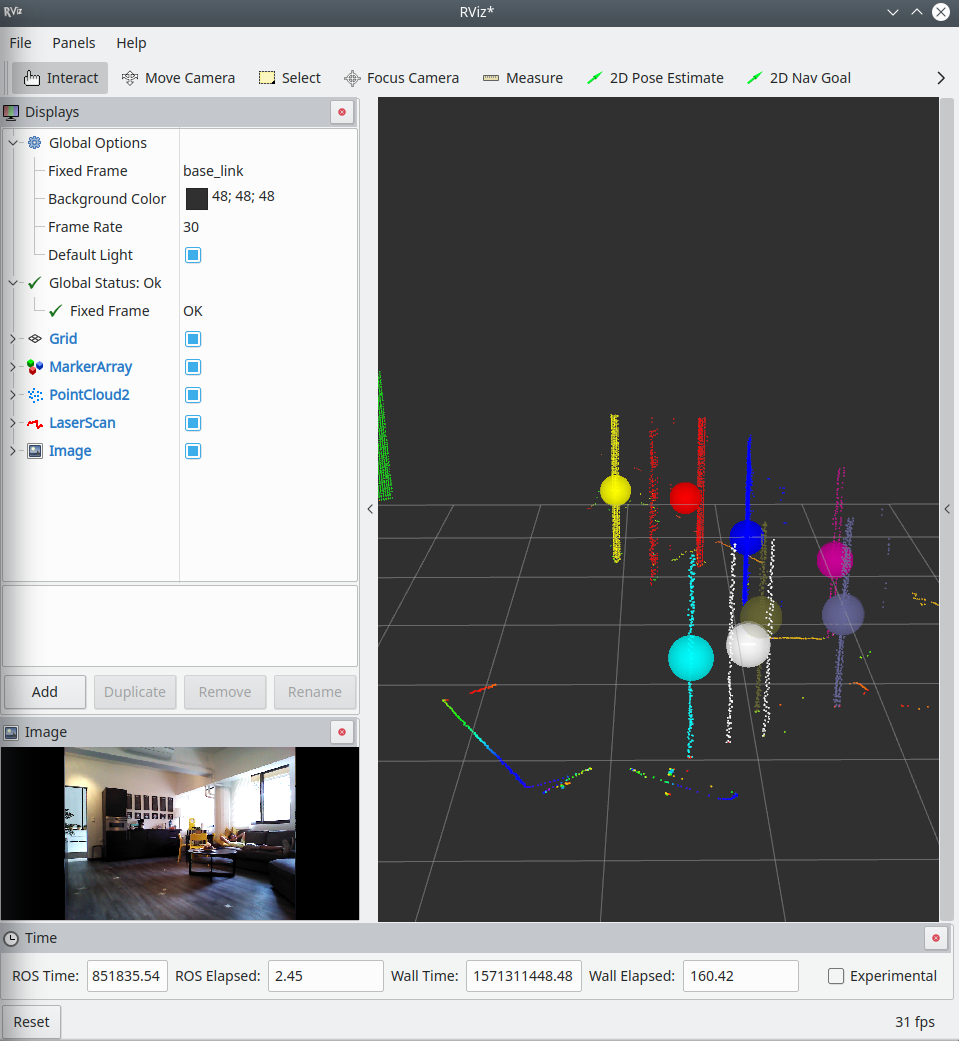 RViz
RViz*
File Panels Help
Interact Move Camera Select Focus Camera Measure 2D Pose Estimate 2D Nav Goal
Displays
Global Options
Fixed Frame base_link
Background Color 48; 48; 48
Frame Rate 30
Default Light
Global Status: Ok
Fixed Frame OK
Grid
MarkerArray
PointCloud2
LaserScan
Image
Add Duplicate Remove Rename
Image
Time
ROS Time: 851835.54 ROS Elapsed: 2.45 Wall Time: 1571311448.48 Wall Elapsed: 160.42 Experimental
Reset 31 fps